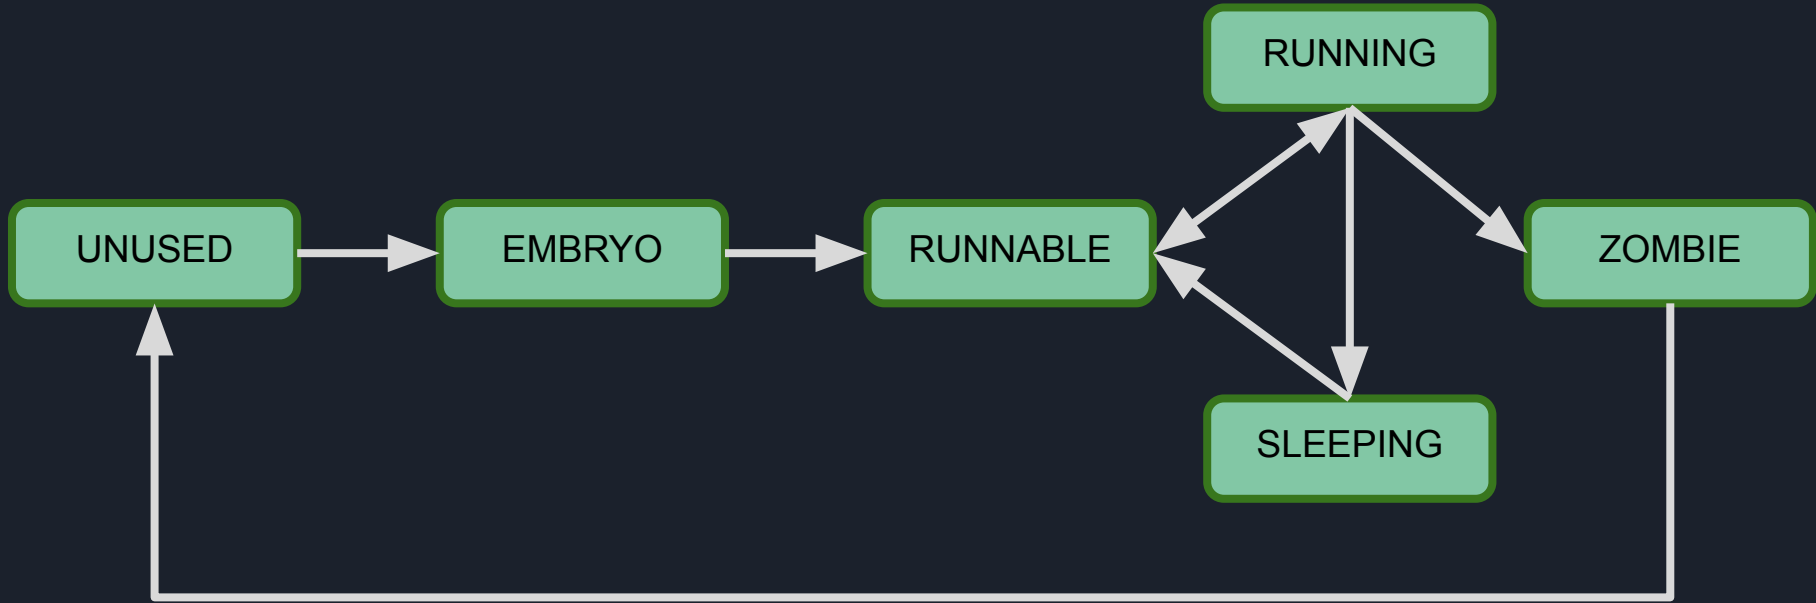 RUNNING
UNUSED
EMBRYO
RUNNABLE
ZOMBIE
SLEEPING